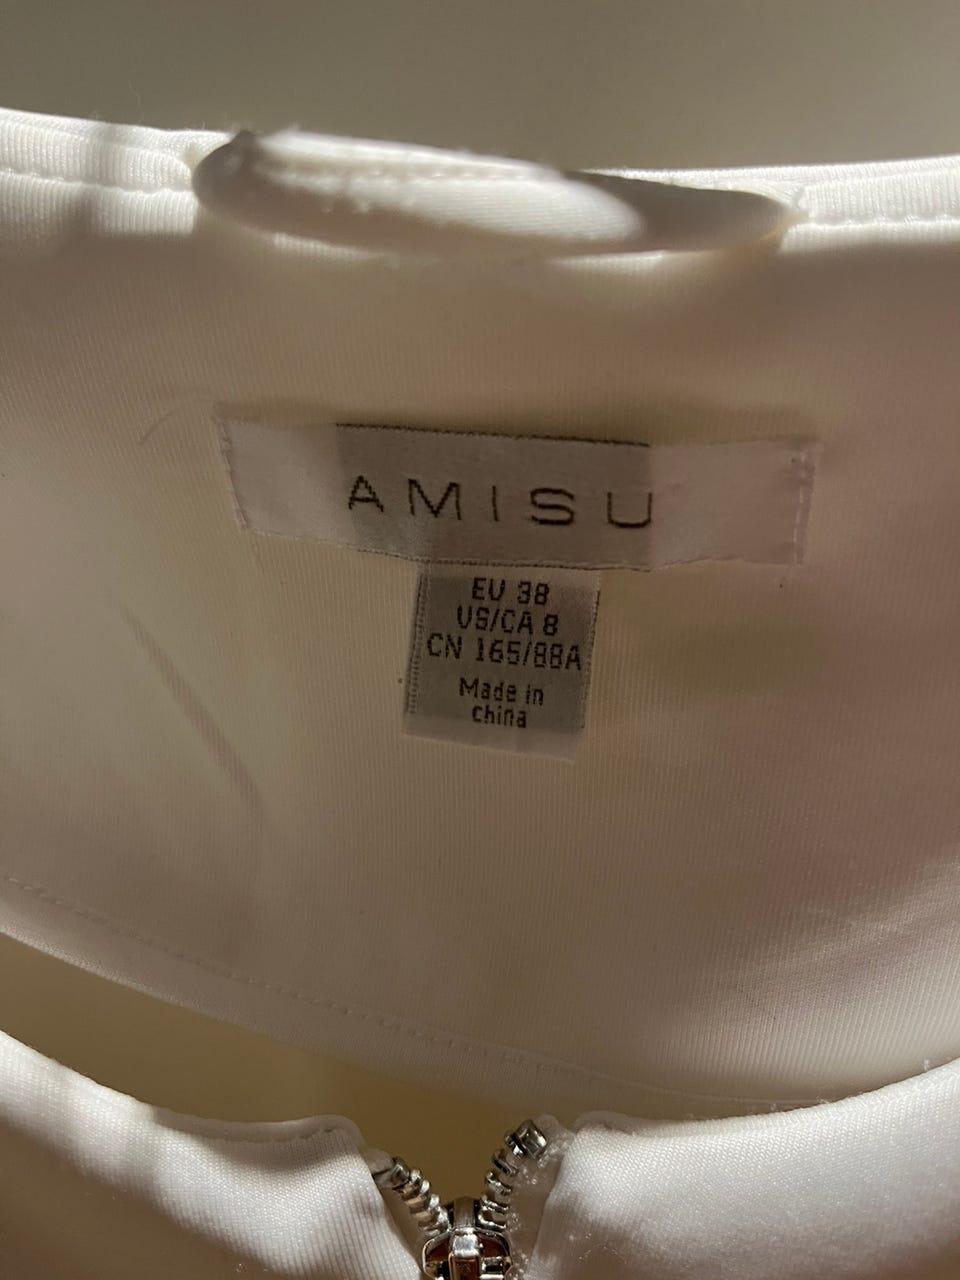 AMISU
EU 38
US/CA 8
CN 165/88A
Made in
China